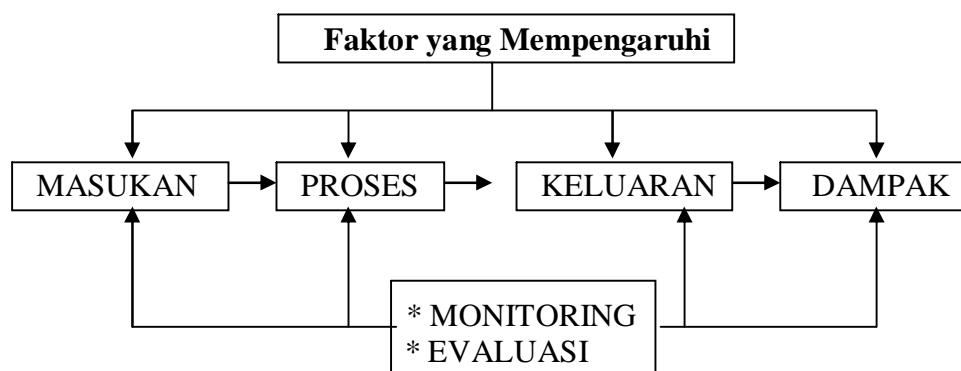 Faktor yang Mempengaruhi
MASUKAN
PROSES
KELUARAN
DAMPAK
* MONITORING
* EVALUASI